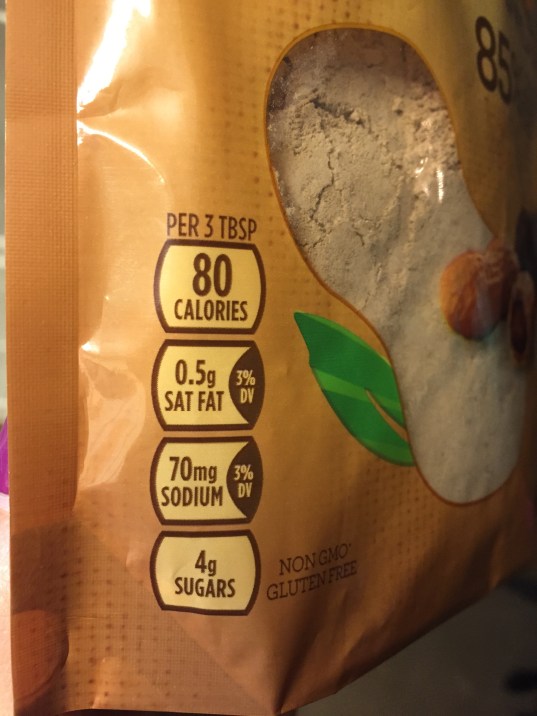 85
PER 3 TBSP
80
CALORIES
0.5g
SAT FAT
3%
DV
70mg
SODIUM
3%
DV
4g
SUGARS
NON GMO
GLUTEN FREE